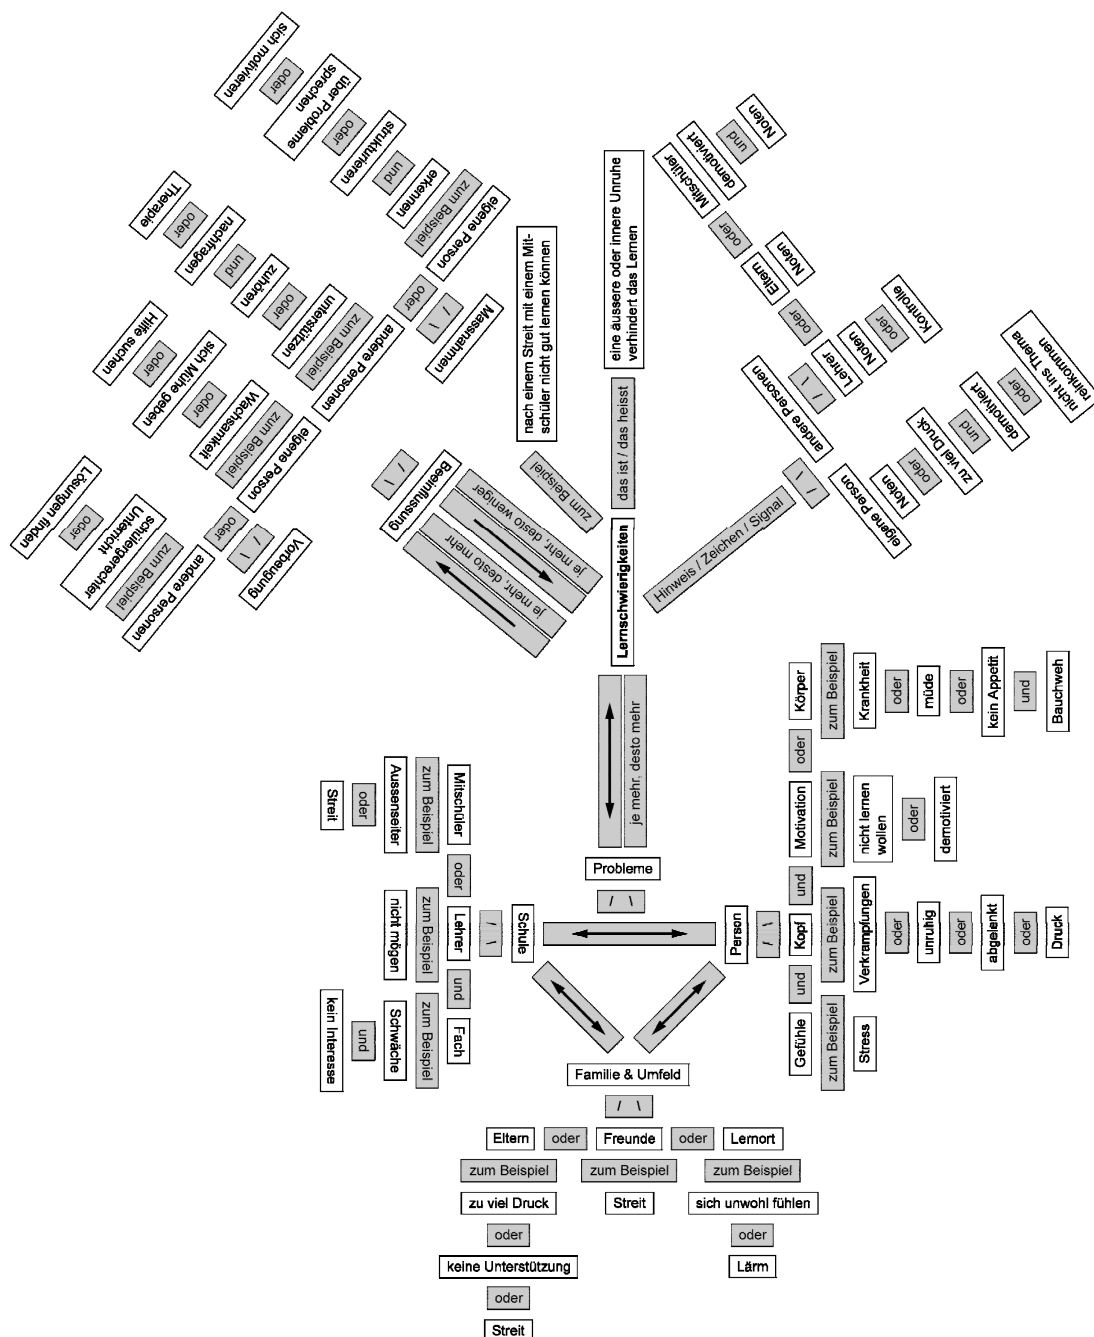 sich motivieren
oder
über Probleme
sprechen
oder
strukturieren
und
erkennen
zum Beispiel
eigene Person
oder
/ \
Massnahmen
Therapie
oder
nachfragen
und
zuhören
oder
unterstützen
zum Beispiel
andere Personen
Hilfe suchen
oder
sich Müne geben
oder
Wachsamkeit
zum Beispiel
eigene Person
oder
/ \
Vorbeugung
Lösungen finden
oder
schülergerechter
Unterricht
zum Beispiel
andere Personen
nach einem Streit mit einem Mit-
schüler nicht gut lernen können
zum Beispiel
eine äussere oder innere Unruhe
verhindert das Lernen
das ist / das heisst
/ \
Beeinflussung
je mehr, desto weniger
je mehr, desto mehr
Lernschwierigkeiten
Hinweis / Zeichen / Signal
/ \
andere Personen
/ \
Mitschüler
demotiviert
und
Noten
oder
Eltern
Noten
oder
Lehrer
Noten
oder
Kontrolle
eigene Person
Noten
oder
zu viel Druck
und
demotiviert
oder
nicht ins Thema
reinkommen
je mehr, desto mehr
Probleme
/ \
Schule
/ \
Mitschüler
zum Beispiel
Aussenseiter
oder
Streit
oder
Lehrer
zum Beispiel
nicht mögen
und
Fach
zum Beispiel
Schwäche
und
kein Interesse
Person
/ \
Körper
zum Beispiel
Krankheit
oder
müde
oder
kein Appetit
und
Bauchweh
oder
Motivation
zum Beispiel
nicht lernen
wollen
oder
demotiviert
und
Kopf
zum Beispiel
Verkrampfungen
oder
unruhig
oder
abgelenkt
oder
Druck
und
Gefühle
zum Beispiel
Stress
Familie & Umfeld
/ \
Eltern
oder
Freunde
oder
Lernort
zum Beispiel
zum Beispiel
zum Beispiel
zu viel Druck
Streit
sich unwohl fühlen
oder
oder
keine Unterstützung
Lärm
oder
Streit